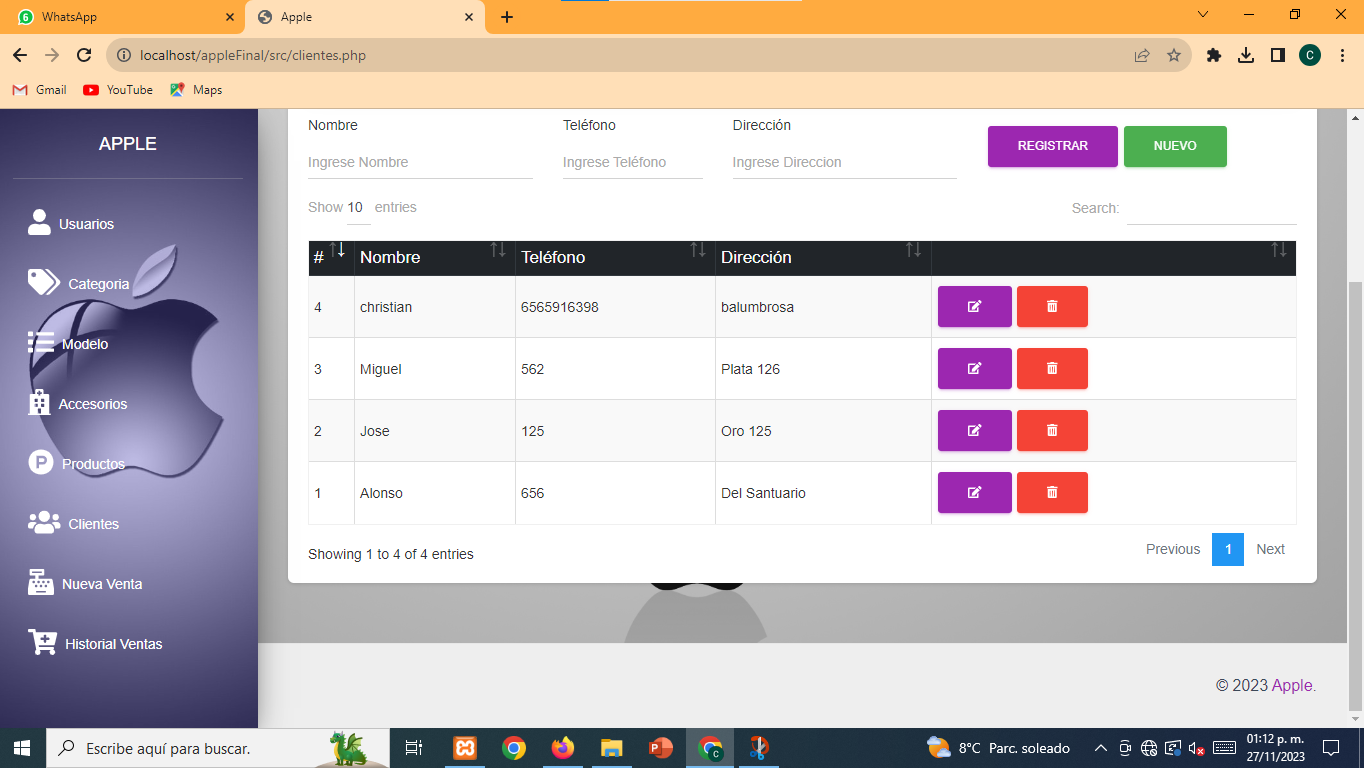 6 WhatsApp
Apple
localhost/appleFinal/src/clientes.php
C
Gmail YouTube Maps
APPLE
Usuarios
Categoria
Modelo
Accesorios
P Productos
Clientes
Nueva Venta
Historial Ventas
Nombre Teléfono Dirección
Ingrese Nombre Ingrese Teléfono Ingrese Direccion
REGISTRAR NUEVO
Show 10 entries Search:
# Nombre Teléfono Dirección
4 christian 6565916398 balumbrosa
3 Miguel 562 Plata 126
2 Jose 125 Oro 125
1 Alonso 656 Del Santuario
Showing 1 to 4 of 4 entries Previous 1 Next
© 2023 Apple.
Escribe aquí para buscar. P C 8°C Parc. soleado 01:12 p. m.
27/11/2023